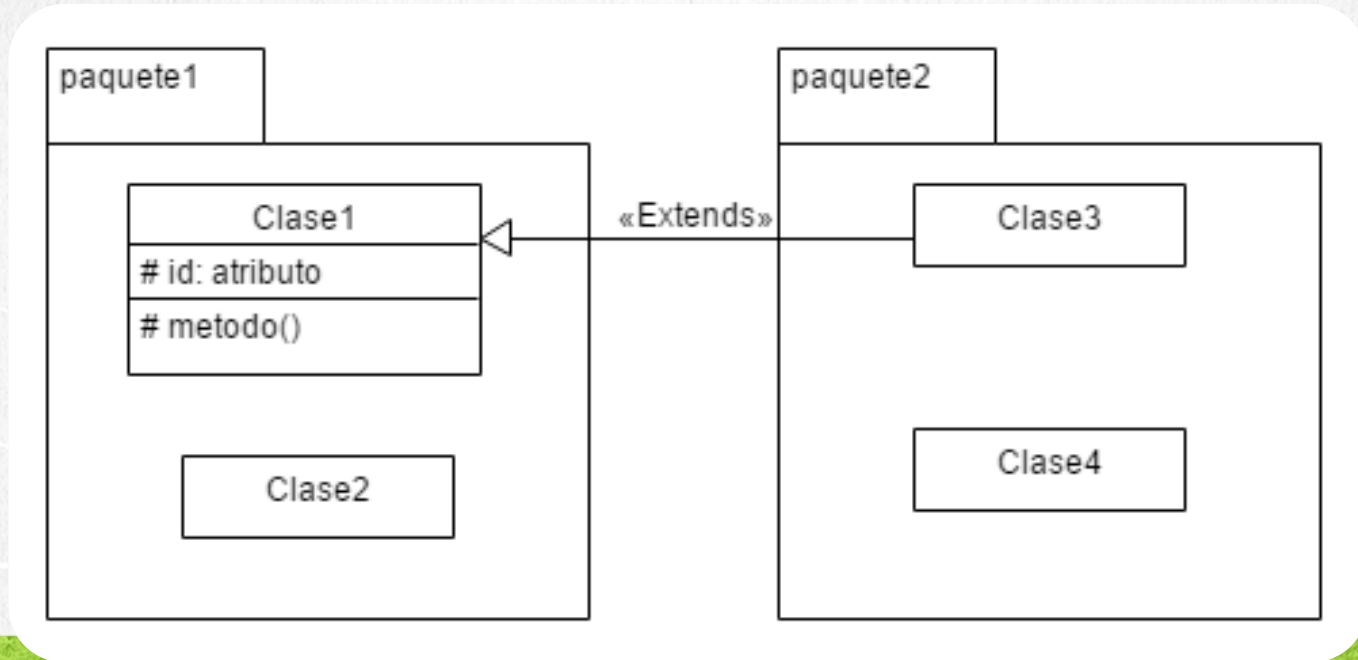 paquete1
Clase1
# id: atributo
# metodo()
Clase2
«Extends»
paquete2
Clase3
Clase4